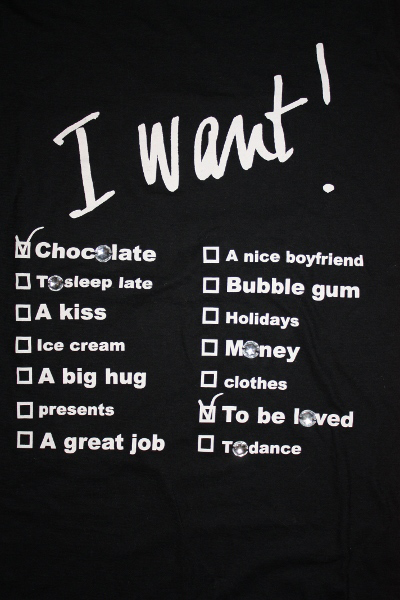 I want!
Chocolate
To sleep late
A kiss
Ice cream
A big hug
presents
A great job
A nice boyfriend
Bubble gum
Holidays
Money
clothes
To be loved
To dance